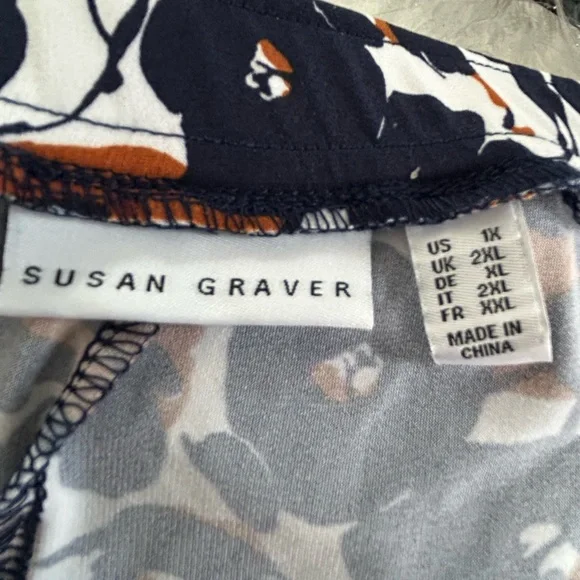 SUSAN GRAVER
US 1X
UK 2XL
DE XL
IT 2XL
FR XXL
MADE IN
CHINA